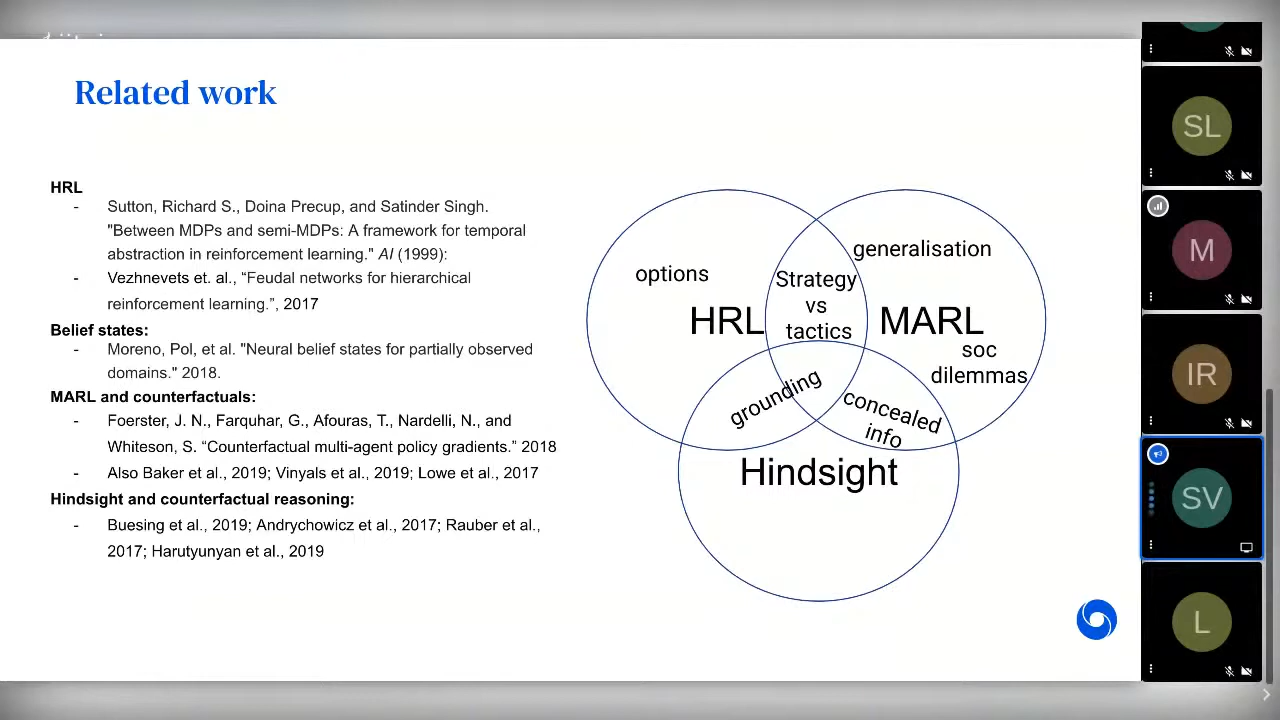 Related work
HRL
- Sutton, Richard S., Doina Precup, and Satinder Singh.
"Between MDPs and semi-MDPs: A framework for temporal
abstraction in reinforcement learning." AI (1999):
- Vezhnevets et. al., “Feudal networks for hierarchical
reinforcement learning.”, 2017
Belief states:
- Moreno, Pol, et al. "Neural belief states for partially observed
domains." 2018.
MARL and counterfactuals:
- Foerster, J. N., Farquhar, G., Afouras, T., Nardelli, N., and
Whiteson, S. “Counterfactual multi-agent policy gradients.” 2018
- Also Baker et al., 2019; Vinyals et al., 2019; Lowe et al., 2017
Hindsight and counterfactual reasoning:
- Buesing et al., 2019; Andrychowicz et al., 2017; Rauber et al.,
2017; Harutyunyan et al., 2019
options
HRL
Strategy
vs
tactics
generalisation
MARL
soc
dilemmas
grounding
concealed
info
Hindsight
SL
M
IR
SV
L